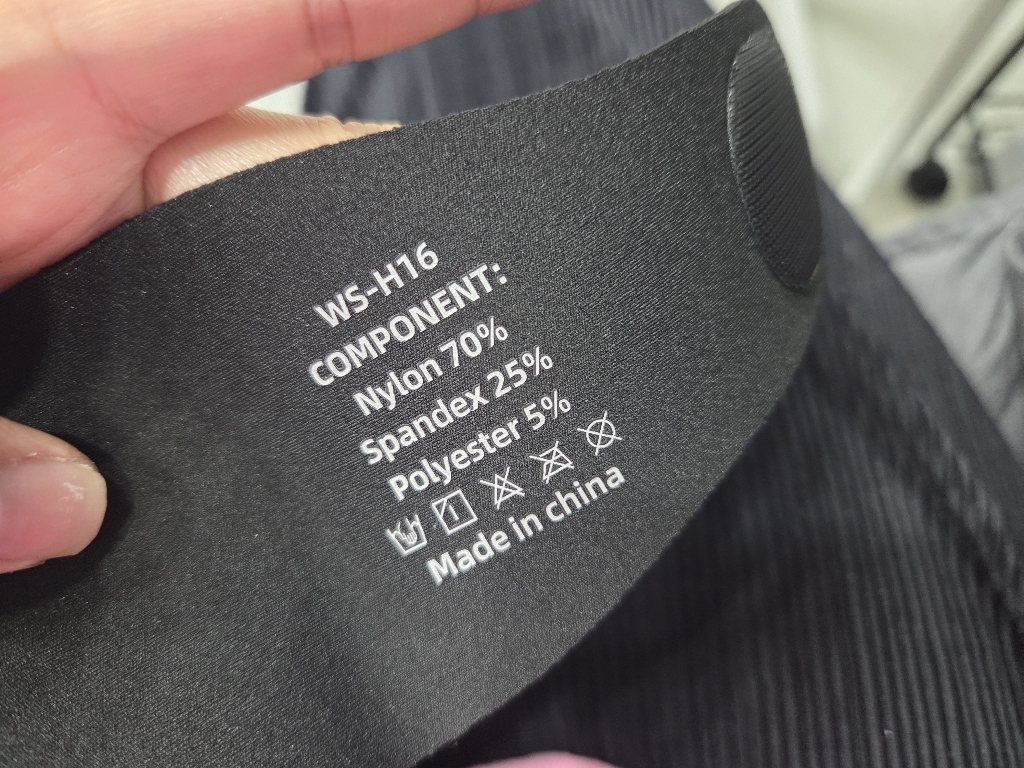 WS-H16
COMPONENT:
Nylon 70%
Spandex 25%
Polyester 5%
Made in china